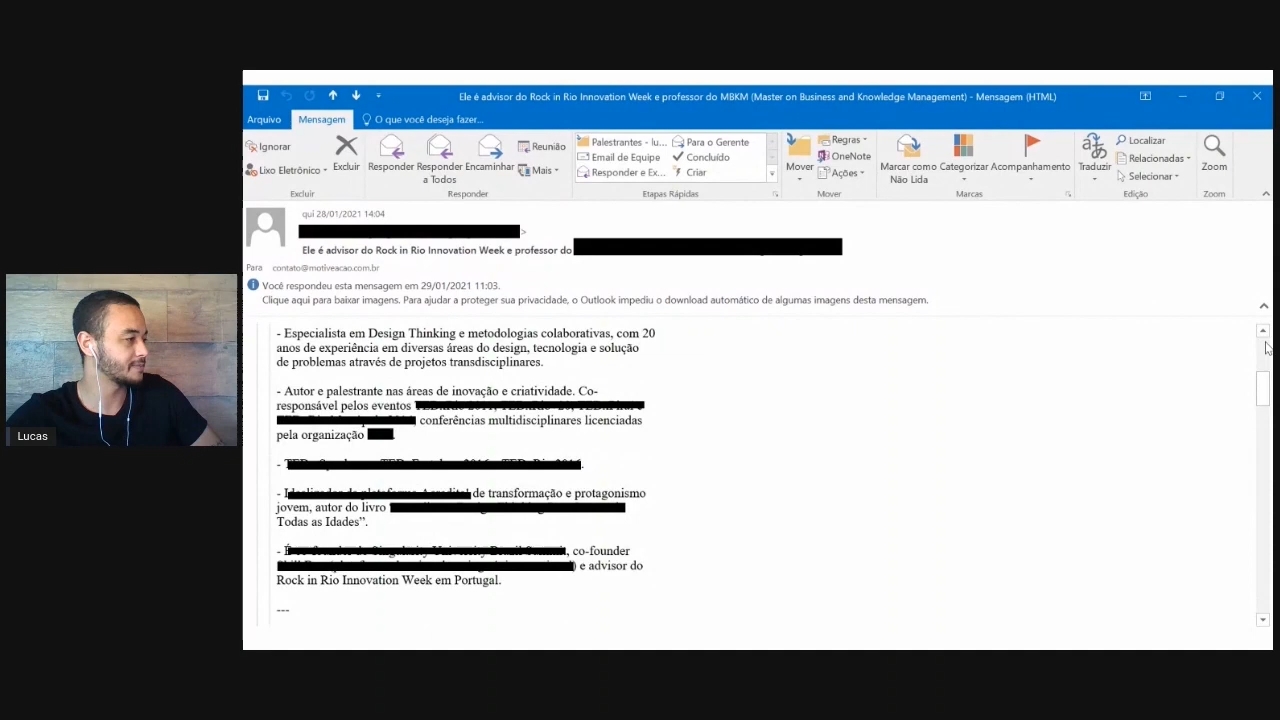 Ele é advisor do Rock in Rio Innovation Week e professor do MBKM (Master on Business and Knowledge Management) - Mensagem (HTML)
Arquivo Mensagem O que você deseja fazer...
Ignorar
Lixo Eletrônico
Excluir
Responder
Responder a Todos
Encaminhar
Reunião
Mais
Palestrantes - lu...
Para o Gerente
Email de Equipe
Concluído
Responder e Ex...
Criar
Mover
Regras
OneNote
Ações
Marcar como Não Lida
Categorizar
Acompanhamento
Traduzir
Localizar
Relacionadas
Selecionar
Zoom
Excluir Responder Etapas Rápidas Mover Marcas Edição Zoom
qui 28/01/2021 14:04
>
Ele é advisor do Rock in Rio Innovation Week e professor do
Para contato@motiveacao.com.br
Você respondeu esta mensagem em 29/01/2021 11:03.
Clique aqui para baixar imagens. Para ajudar a proteger sua privacidade, o Outlook impediu o download automático de algumas imagens desta mensagem.
- Especialista em Design Thinking e metodologias colaborativas, com 20
anos de experiência em diversas áreas do design, tecnologia e solução
de problemas através de projetos transdisciplinares.
- Autor e palestrante nas áreas de inovação e criatividade. Co-
responsável pelos eventos
, conferências multidisciplinares licenciadas
pela organização .
- .
- de transformação e protagonismo
jovem, autor do livro
Todas as Idades”.
- , co-founder
) e advisor do
Rock in Rio Innovation Week em Portugal.
---
Lucas